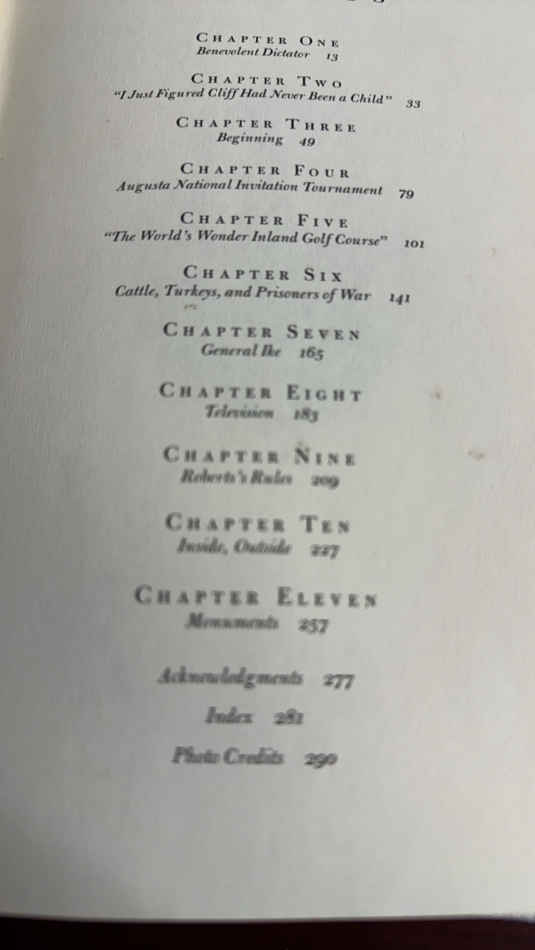 CHAPTER ONE
Benevolent Dictator 13
CHAPTER TWO
“I Just Figured Cliff Had Never Been a Child” 33
CHAPTER THREE
Beginning 49
CHAPTER FOUR
Augusta National Invitation Tournament 79
CHAPTER FIVE
“The World’s Wonder Inland Golf Course” 101
CHAPTER SIX
Cattle, Turkeys, and Prisoners of War 141
CHAPTER SEVEN
General Ike 165
CHAPTER EIGHT
Television 183
CHAPTER NINE
Roberts’s Rules 209
CHAPTER TEN
Inside, Outside 227
CHAPTER ELEVEN
Monuments 257
Acknowledgments 277
Index 281
Photo Credits 290